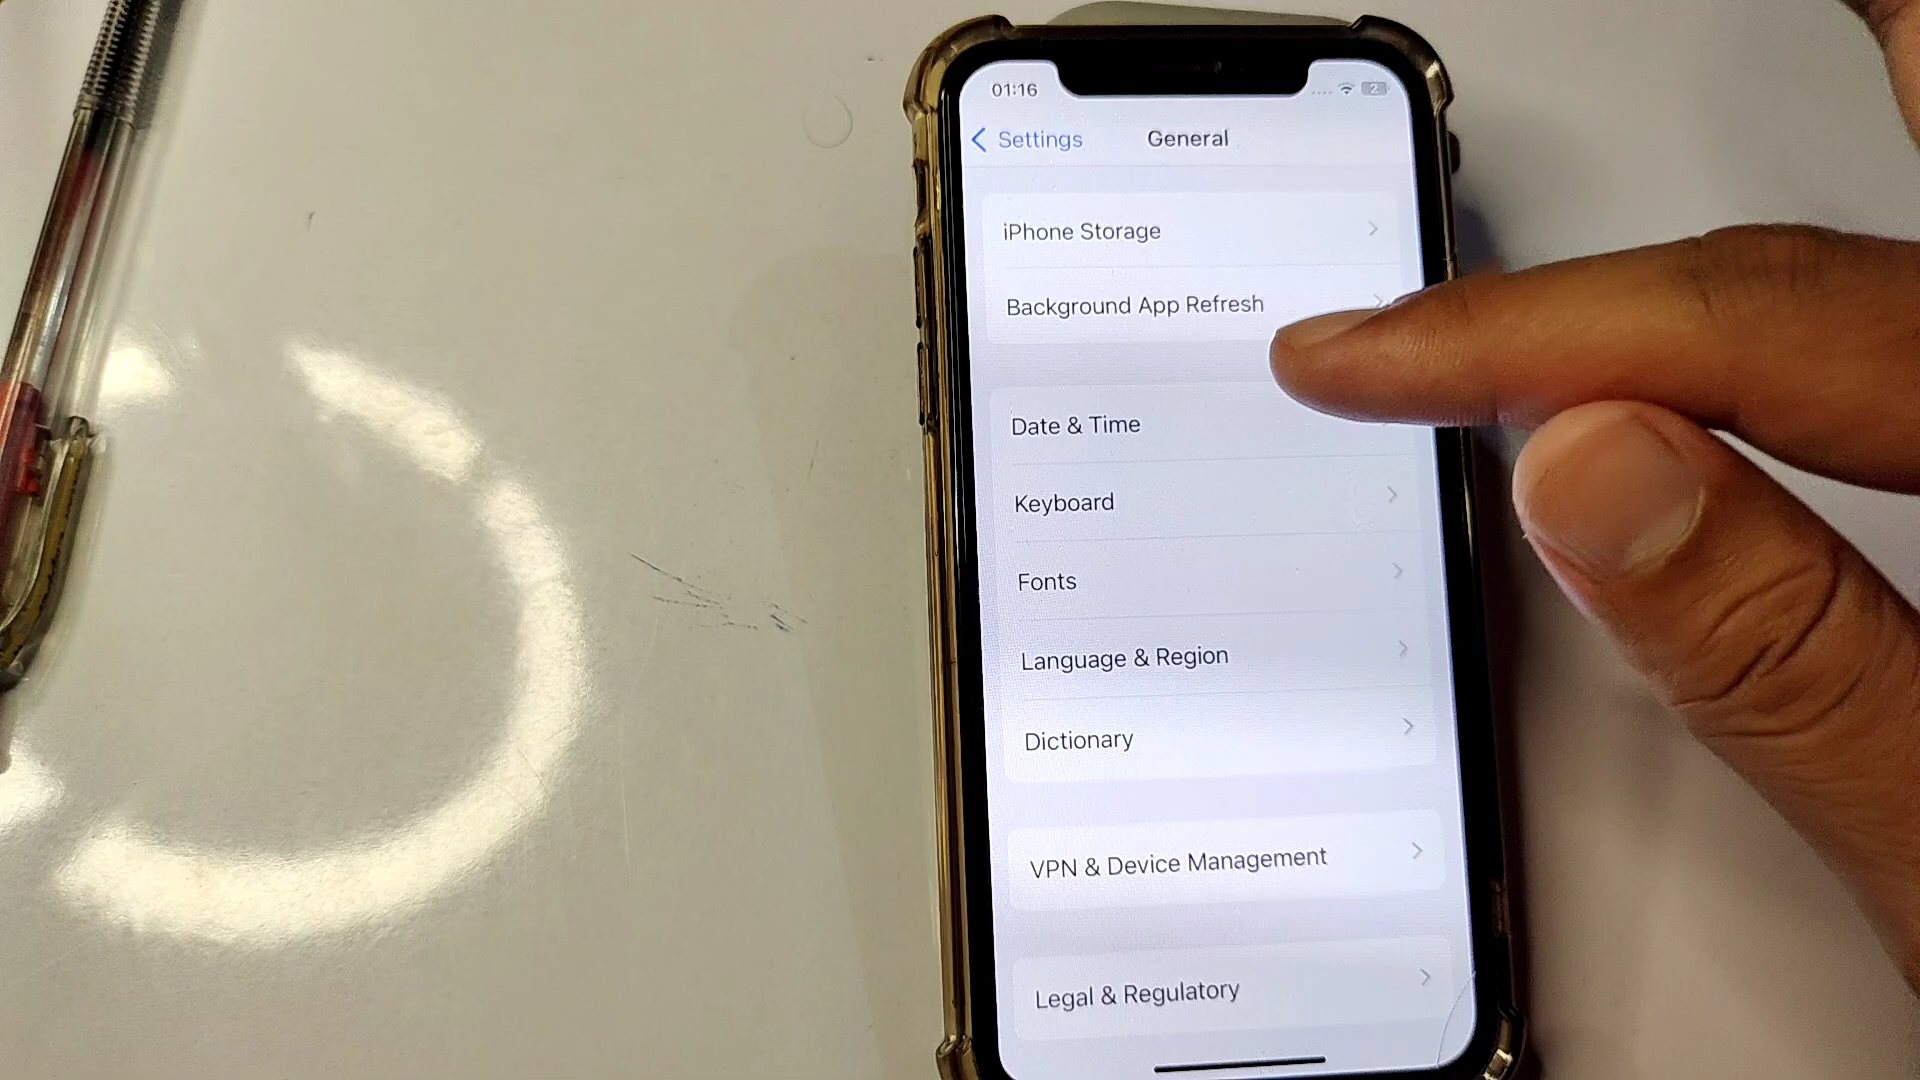 01:16
2
Settings
General
iPhone Storage
Background App Refresh
Date & Time
Keyboard
Fonts
Language & Region
Dictionary
VPN & Device Management
Legal & Regulatory